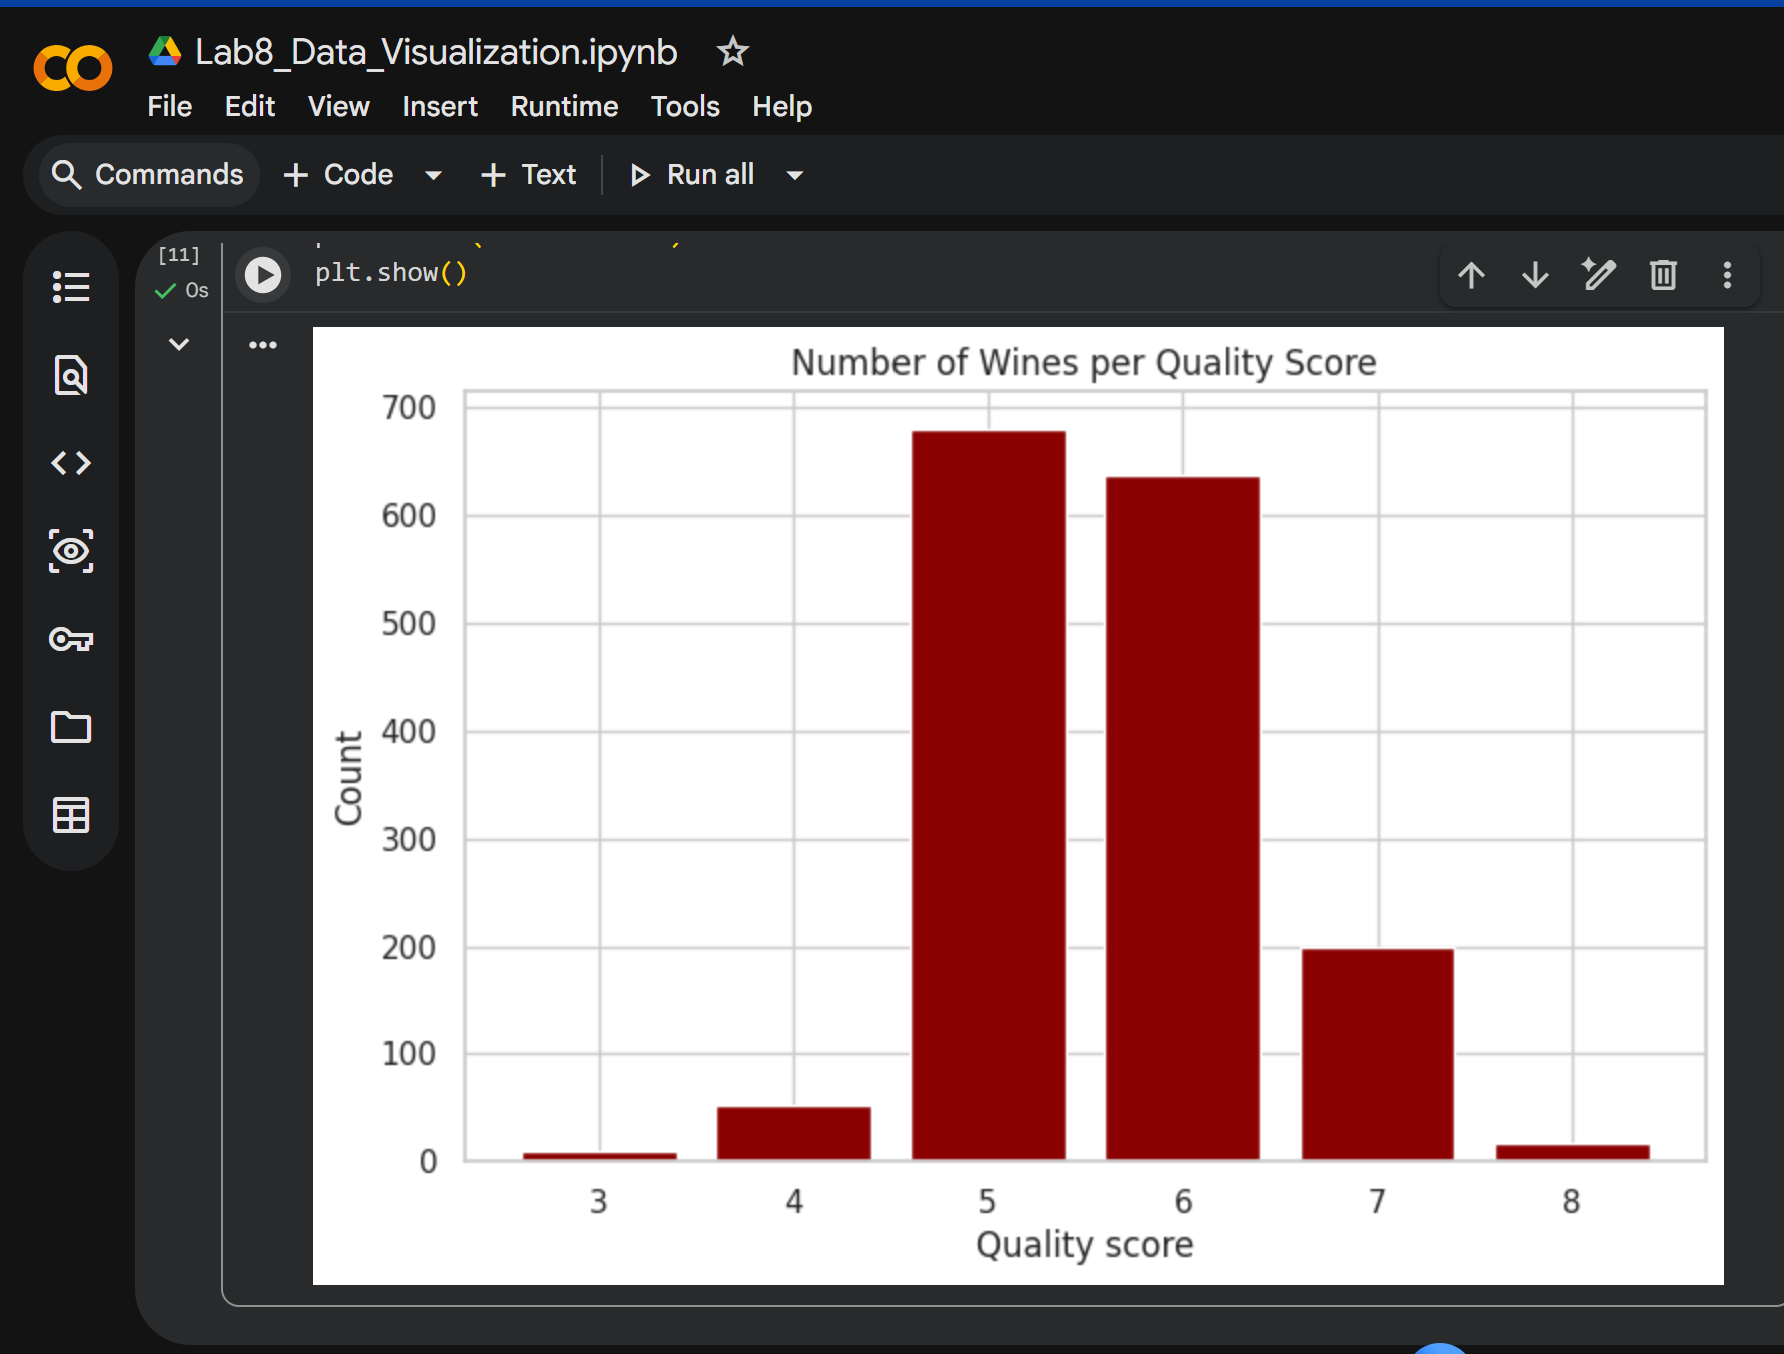 Lab8_Data_Visualization.ipynb
File Edit View Insert Runtime Tools Help
Commands + Code + Text Run all
[11]
0s
plt.show()
Number of Wines per Quality Score
700
600
500
400
300
200
100
0
Count
3 4 5 6 7 8
Quality score